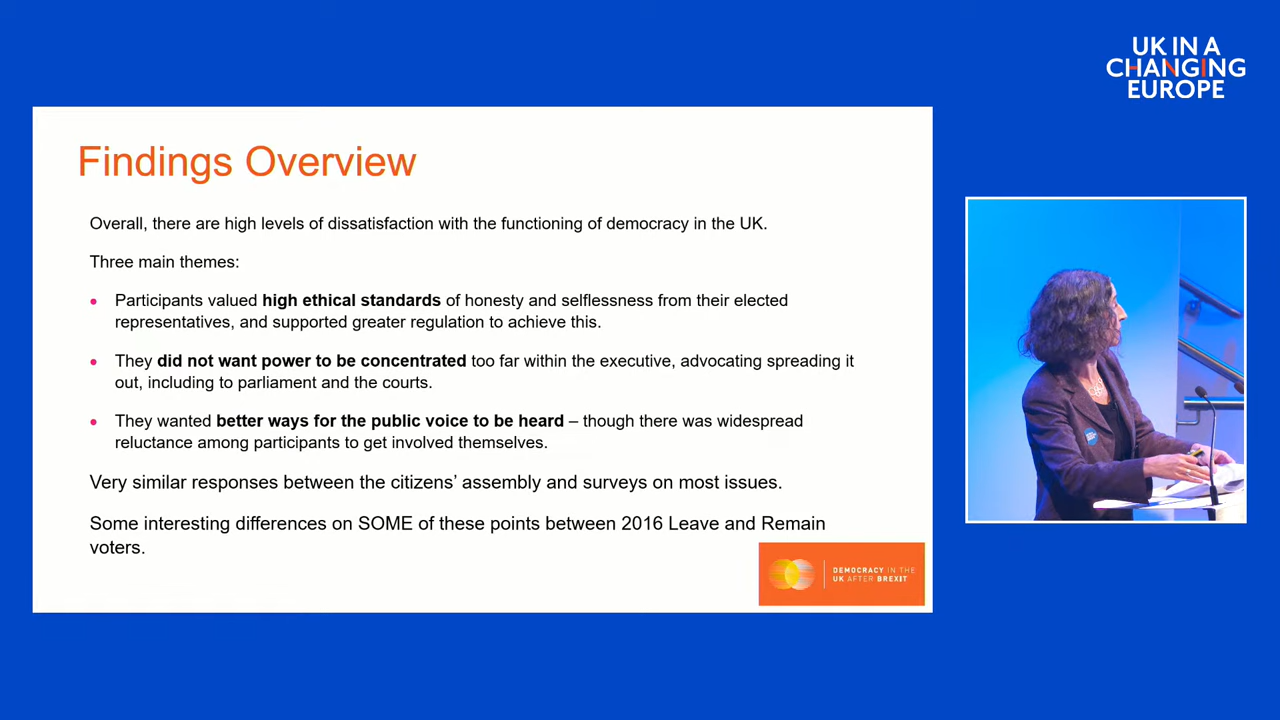 UK IN A
CHANGING
EUROPE
Findings Overview
Overall, there are high levels of dissatisfaction with the functioning of democracy in the UK.
Three main themes:
• Participants valued high ethical standards of honesty and selflessness from their elected
representatives, and supported greater regulation to achieve this.
• They did not want power to be concentrated too far within the executive, advocating spreading it
out, including to parliament and the courts.
• They wanted better ways for the public voice to be heard – though there was widespread
reluctance among participants to get involved themselves.
Very similar responses between the citizens’ assembly and surveys on most issues.
Some interesting differences on SOME of these points between 2016 Leave and Remain
voters.
DEMOCRACY IN THE
UK AFTER BREXIT